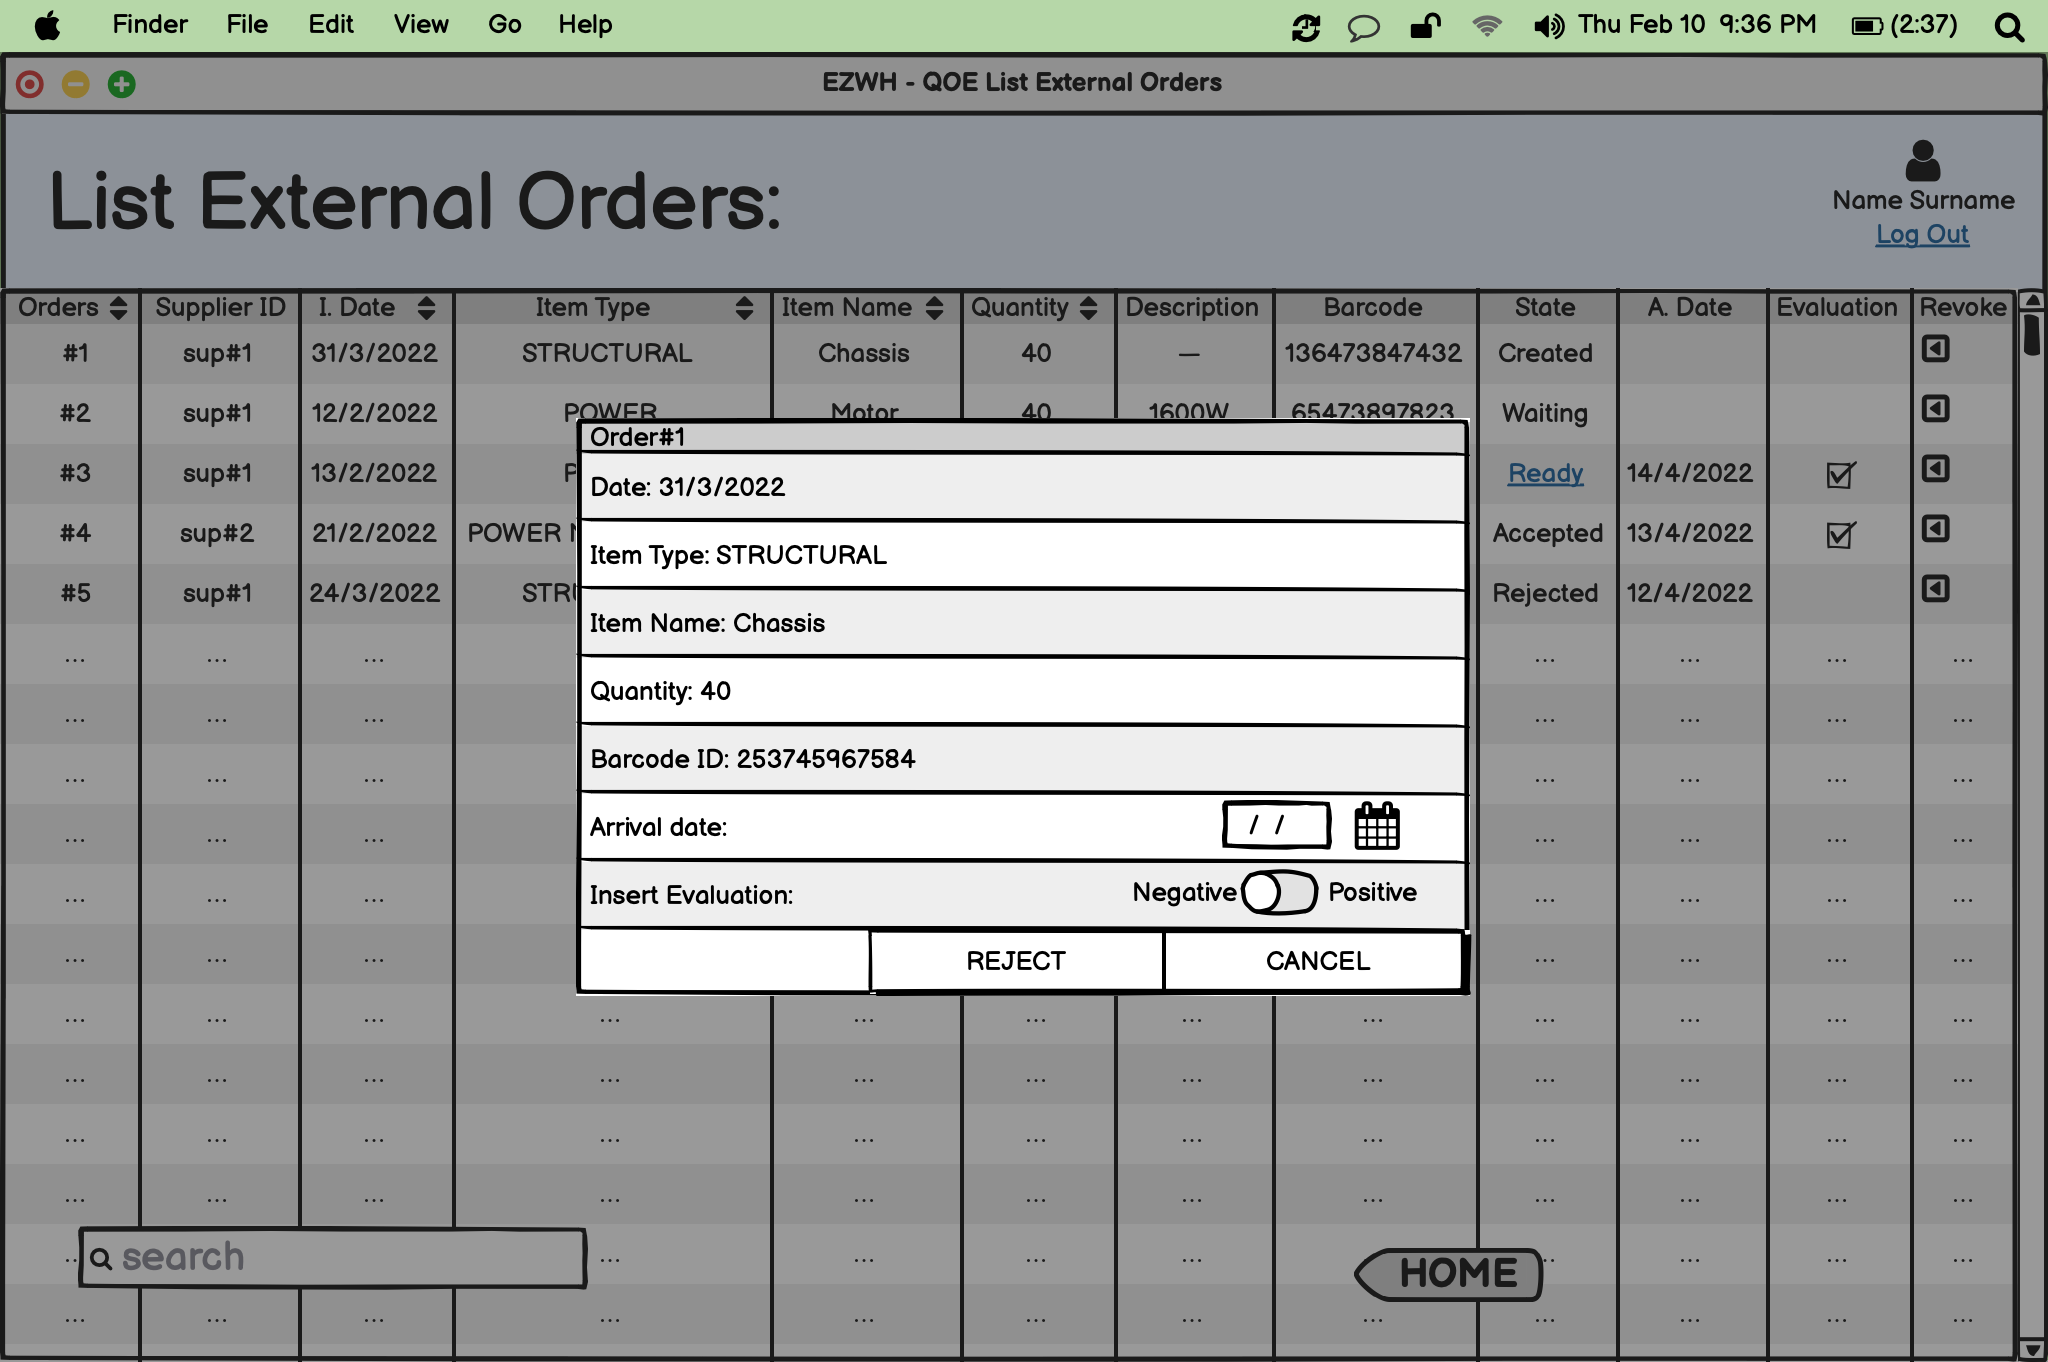 Finder File Edit View Go Help Thu Feb 10 9:36 PM (2:37)
EZWH - QOE List External Orders
List External Orders:
Name Surname
Log Out
Orders Supplier ID I. Date Item Type Item Name Quantity Description Barcode State A. Date Evaluation Revoke
#1 sup#1 31/3/2022 STRUCTURAL Chassis 40 — 136473847432 Created
#2 sup#1 12/2/2022 POWER Motor 40 1600W 65473897823 Waiting
#3 sup#1 13/2/2022 Ready 14/4/2022
#4 sup#2 21/2/2022 POWER Accepted 13/4/2022
#5 sup#1 24/3/2022 Rejected 12/4/2022
... ... ... ... ... ... ...
... ... ... ... ... ... ...
... ... ... ... ... ... ...
... ... ... ... ... ... ...
... ... ... ... ... ... ...
... ... ... ... ... ... ...
... ... ... ... ... ... ... ... ... ... ... ...
... ... ... ... ... ... ... ... ... ... ... ...
... ... ... ... ... ... ... ... ... ... ... ...
... ... ... ... ... ... ... ... ... ... ... ...
... ... ... ... ... ... ... ... ...
... ... ... ... ... ... ... ... ... ... ... ...
Order#1
Date: 31/3/2022
Item Type: STRUCTURAL
Item Name: Chassis
Quantity: 40
Barcode ID: 253745967584
Arrival date: / /
Insert Evaluation: Negative Positive
REJECT CANCEL
search
HOME